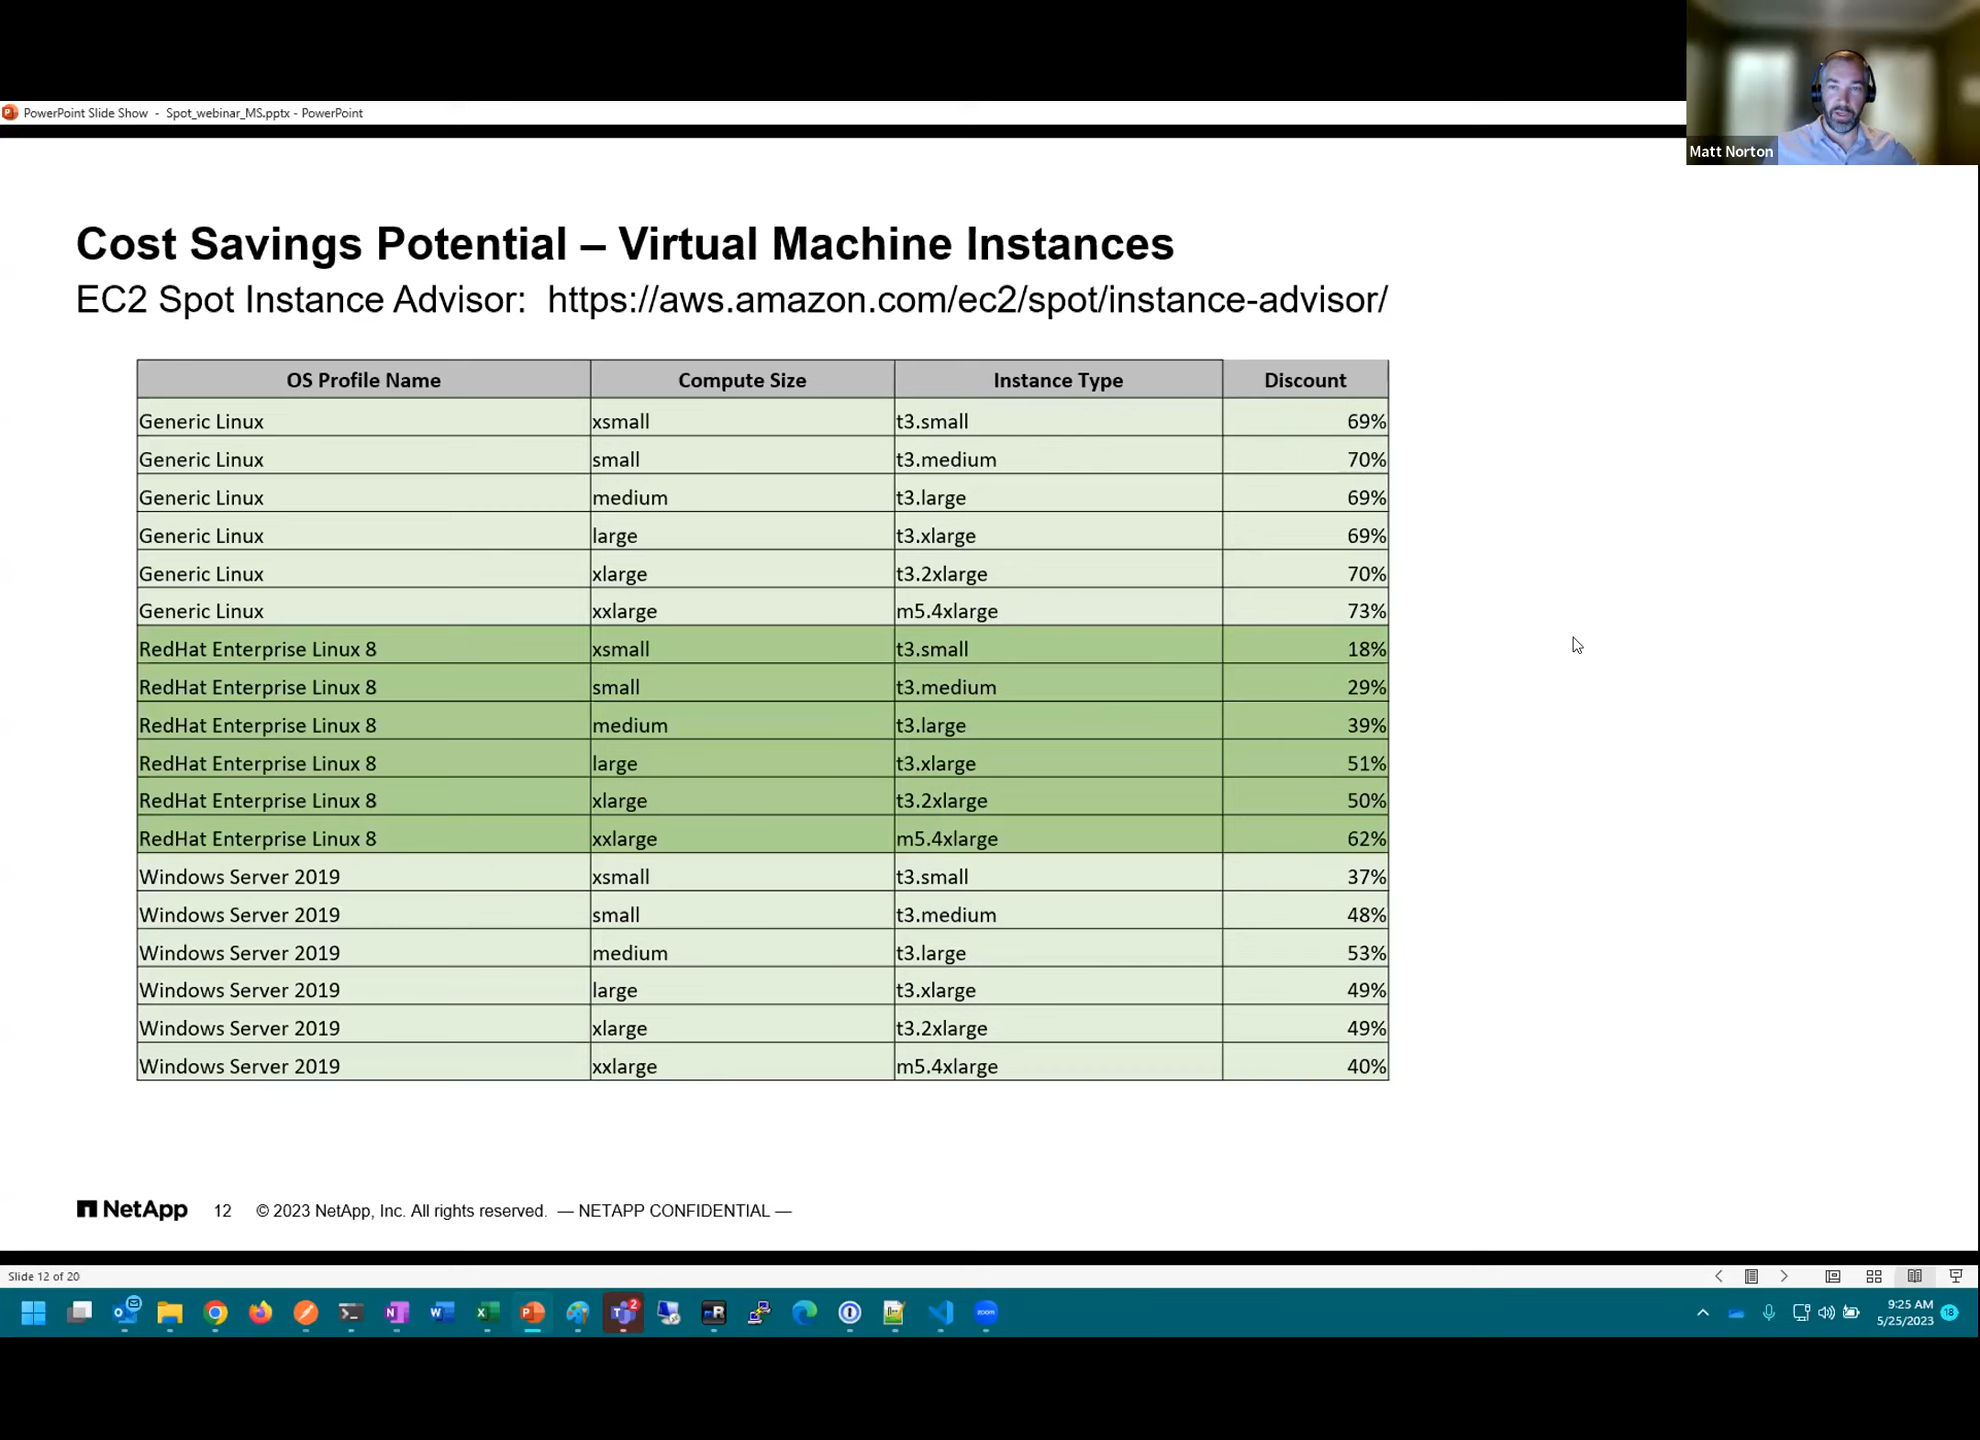 Matt Norton
PowerPoint Slide Show - Spot_webinar_MS.pptx - PowerPoint
Cost Savings Potential – Virtual Machine Instances
EC2 Spot Instance Advisor: https://aws.amazon.com/ec2/spot/instance-advisor/
OS Profile Name Compute Size Instance Type Discount
Generic Linux xsmall t3.small 69%
Generic Linux small t3.medium 70%
Generic Linux medium t3.large 69%
Generic Linux large t3.xlarge 69%
Generic Linux xlarge t3.2xlarge 70%
Generic Linux xxlarge m5.4xlarge 73%
RedHat Enterprise Linux 8 xsmall t3.small 18%
RedHat Enterprise Linux 8 small t3.medium 29%
RedHat Enterprise Linux 8 medium t3.large 39%
RedHat Enterprise Linux 8 large t3.xlarge 51%
RedHat Enterprise Linux 8 xlarge t3.2xlarge 50%
RedHat Enterprise Linux 8 xxlarge m5.4xlarge 62%
Windows Server 2019 xsmall t3.small 37%
Windows Server 2019 small t3.medium 48%
Windows Server 2019 medium t3.large 53%
Windows Server 2019 large t3.xlarge 49%
Windows Server 2019 xlarge t3.2xlarge 49%
Windows Server 2019 xxlarge m5.4xlarge 40%
NetApp 12 © 2023 NetApp, Inc. All rights reserved. — NETAPP CONFIDENTIAL —
Slide 12 of 20
9:25 AM
5/25/2023 18